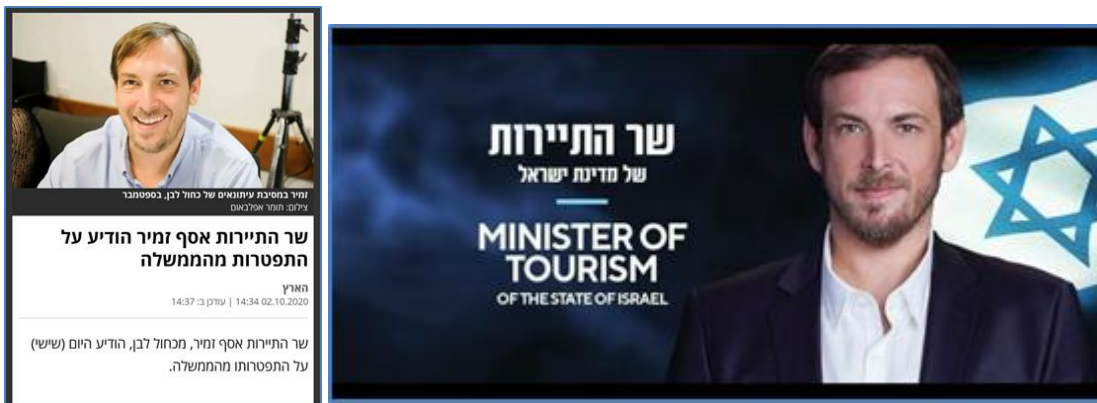 זמיר במסיבת עיתונאים של כחול לבן, בספטמבר
צילום: תומר אפלבאום
שר התיירות אסף זמיר הודיע על
התפטרות מהממשלה
הארץ
14:34 02.10.2020 | עודכן ב: 14:37
שר התיירות אסף זמיר, מכחול לבן, הודיע היום (שישי)
על התפטרותו מהממשלה.
שר התיירות
של מדינת ישראל
MINISTER OF
TOURISM
OF THE STATE OF ISRAEL